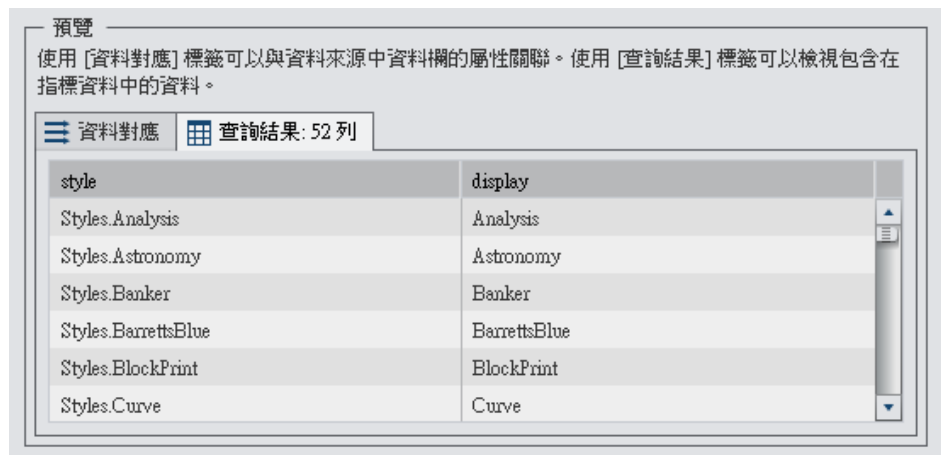 預覽
使用 [資料對應] 標籤可以與資料來源中資料欄的屬性關聯。使用 [查詢結果] 標籤可以檢視包含在
指標資料中的資料。
資料對應 查詢結果: 52 列
style display
Styles.Analysis Analysis
Styles.Astronomy Astronomy
Styles.Banker Banker
Styles.BarrettsBlue BarrettsBlue
Styles.BlockPrint BlockPrint
Styles.Curve Curve